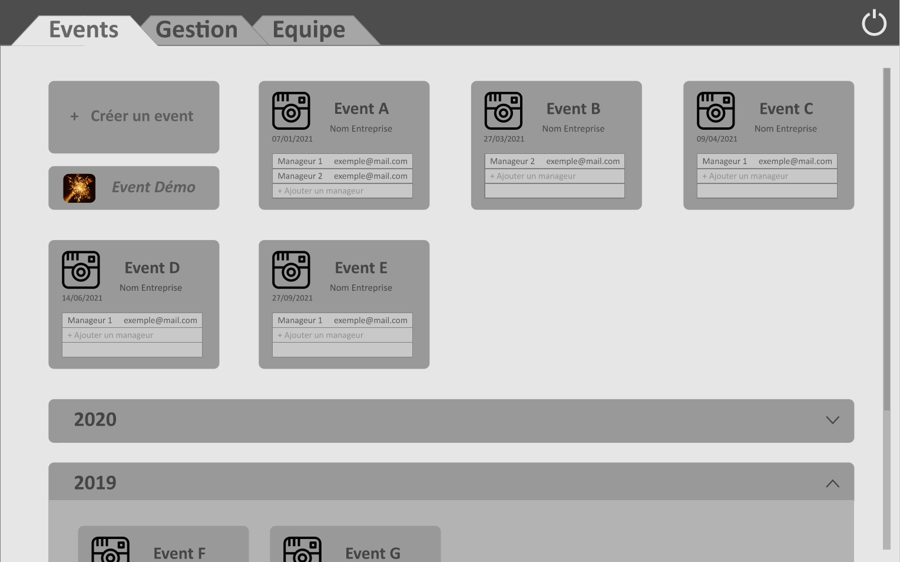 Events
Gestion
Equipe
+ Créer un event
Event Démo
Event A
Nom Entreprise
07/01/2021
Manageur 1 exemple@mail.com
Manageur 2 exemple@mail.com
+ Ajouter un manageur
Event B
Nom Entreprise
27/03/2021
Manageur 2 exemple@mail.com
+ Ajouter un manageur
Event C
Nom Entreprise
09/04/2021
Manageur 1 exemple@mail.com
+ Ajouter un manageur
Event D
Nom Entreprise
14/06/2021
Manageur 1 exemple@mail.com
+ Ajouter un manageur
Event E
Nom Entreprise
27/09/2021
Manageur 1 exemple@mail.com
+ Ajouter un manageur
2020
2019
Event F
Event G